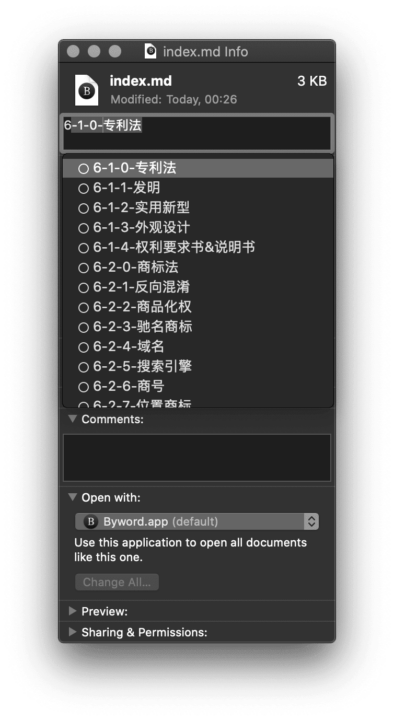 index.md Info
index.md 3 KB
Modified: Today, 00:26
6-1-0-专利法
6-1-0-专利法
6-1-1-发明
6-1-2-实用新型
6-1-3-外观设计
6-1-4-权利要求书&说明书
6-2-0-商标法
6-2-1-反向混淆
6-2-2-商品化权
6-2-3-驰名商标
6-2-4-域名
6-2-5-搜索引擎
6-2-6-商号
6-2-7-位置商标
Comments:
Open with:
B Byword.app (default)
Use this application to open all documents
like this one.
Change All...
Preview:
Sharing & Permissions: